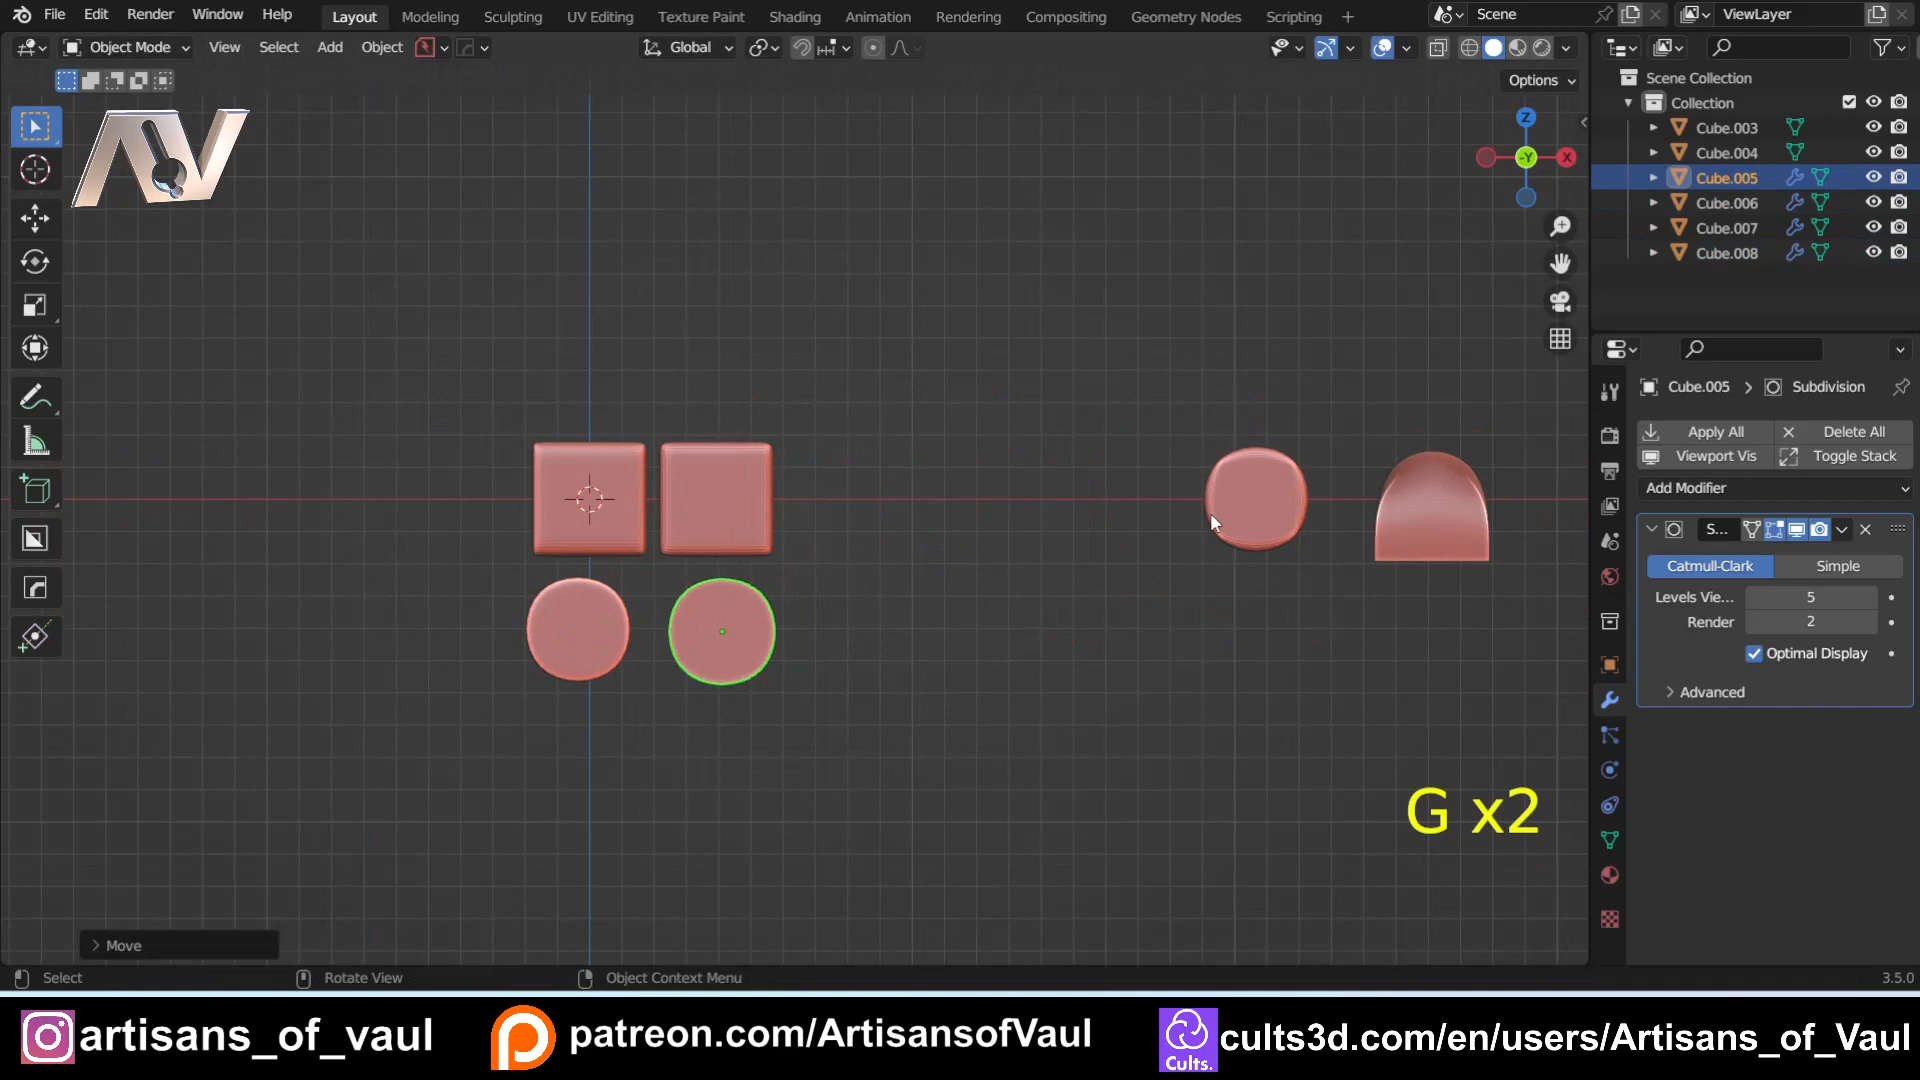 File Edit Render Window Help Layout Modeling Sculpting UV Editing Texture Paint Shading Animation Rendering Compositing Geometry Nodes Scripting + Scene ViewLayer
Object Mode View Select Add Object Global
Options
Scene Collection
Collection
Cube.003
Cube.004
Cube.005
Cube.006
Cube.007
Cube.008
Z
-Y X
Cube.005 > Subdivision
Apply All Delete All
Viewport Vis Toggle Stack
Add Modifier
S...
Catmull-Clark Simple
Levels Vie... 5
Render 2
Optimal Display
Advanced
G x2
Move
Select Rotate View Object Context Menu 3.5.0
artisans_of_vaul patreon.com/ArtisansofVaul Cults. cults3d.com/en/users/Artisans_of_Vaul